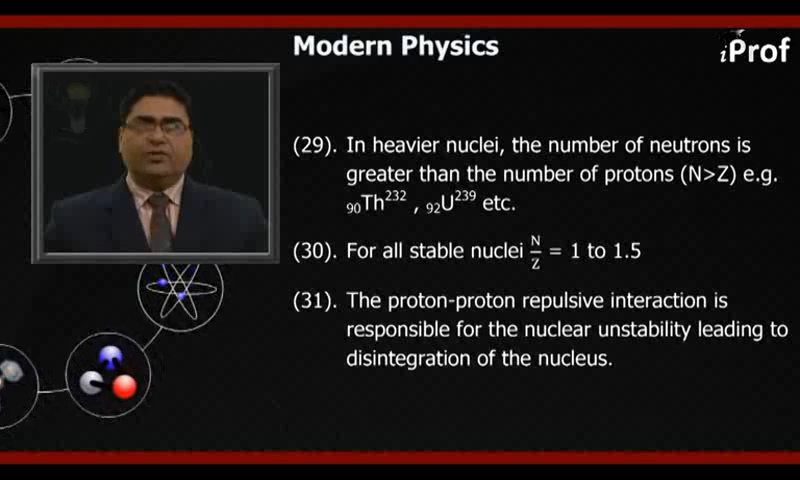 Modern Physics
iProf
(29). In heavier nuclei, the number of neutrons is
greater than the number of protons (N>Z) e.g.
₉₀Th²³² , ₉₂U²³⁹ etc.
(30). For all stable nuclei N/Z = 1 to 1.5
(31). The proton-proton repulsive interaction is
responsible for the nuclear unstability leading to
disintegration of the nucleus.